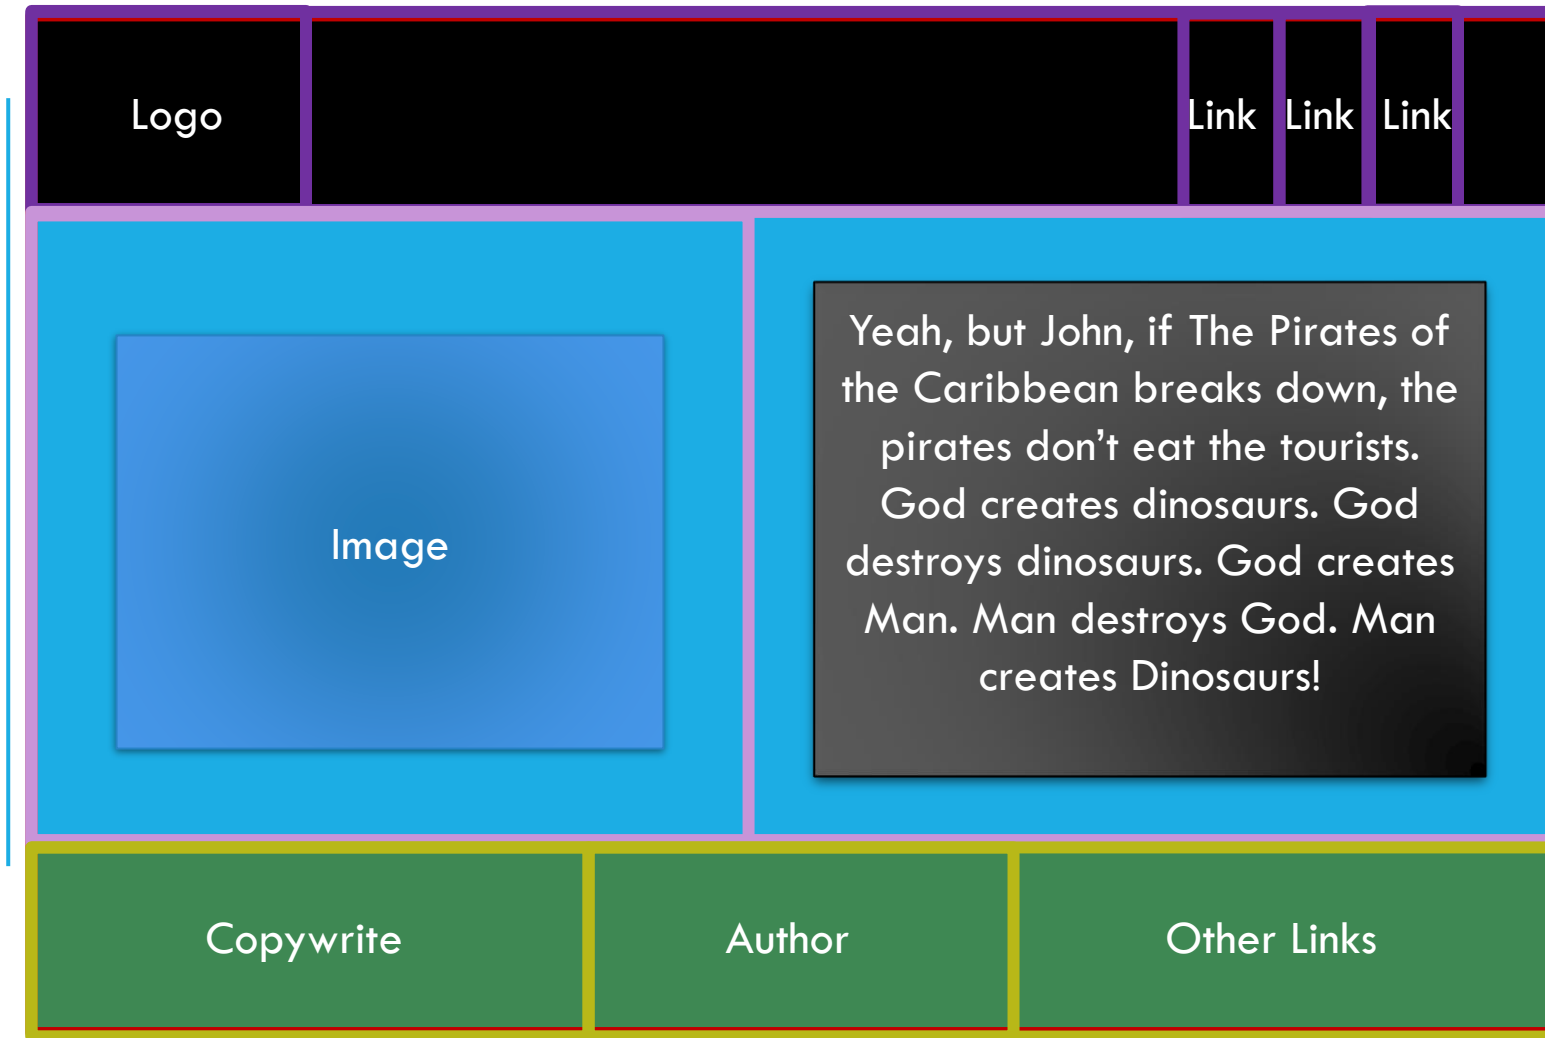 Logo
Link
Link
Link
Image
Yeah, but John, if The Pirates of
the Caribbean breaks down, the
pirates don’t eat the tourists.
God creates dinosaurs. God
destroys dinosaurs. God creates
Man. Man destroys God. Man
creates Dinosaurs!
Copywrite
Author
Other Links